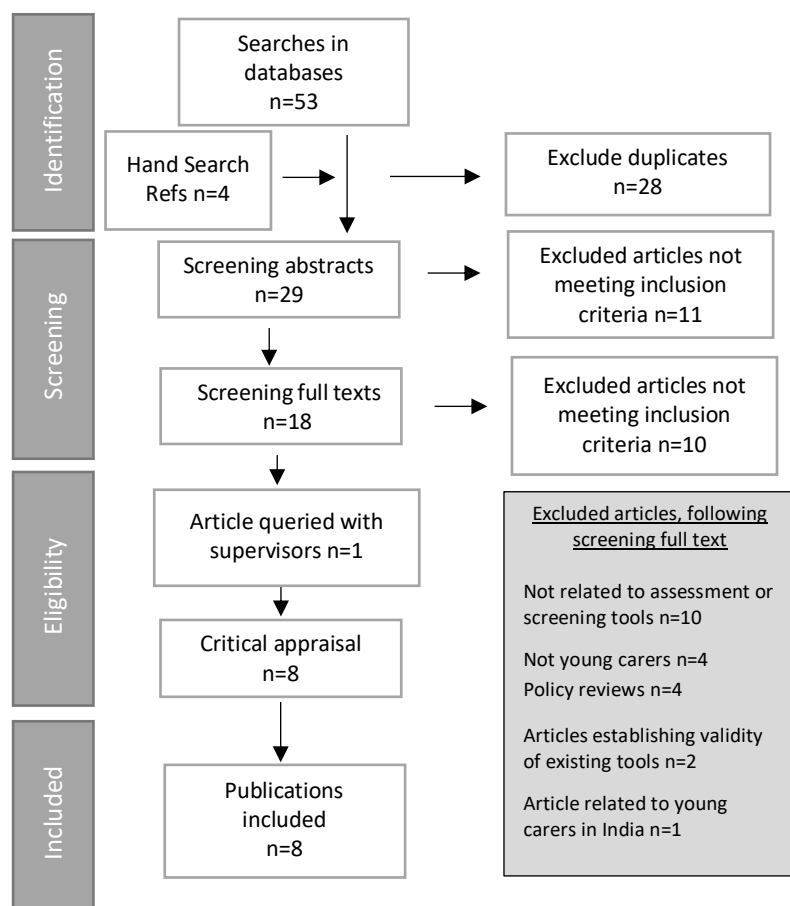 Identification
Searches in
databases
n=53
Hand Search
Refs n=4
Exclude duplicates
n=28
Screening
Screening abstracts
n=29
Excluded articles not
meeting inclusion
criteria n=11
Screening full texts
n=18
Excluded articles not
meeting inclusion
criteria n=10
Eligibility
Article queried with
supervisors n=1
Critical appraisal
n=8
Excluded articles, following
screening full text
Not related to assessment or
screening tools n=10
Not young carers n=4
Policy reviews n=4
Articles establishing validity
of existing tools n=2
Article related to young
carers in India n=1
Included
Publications
included
n=8